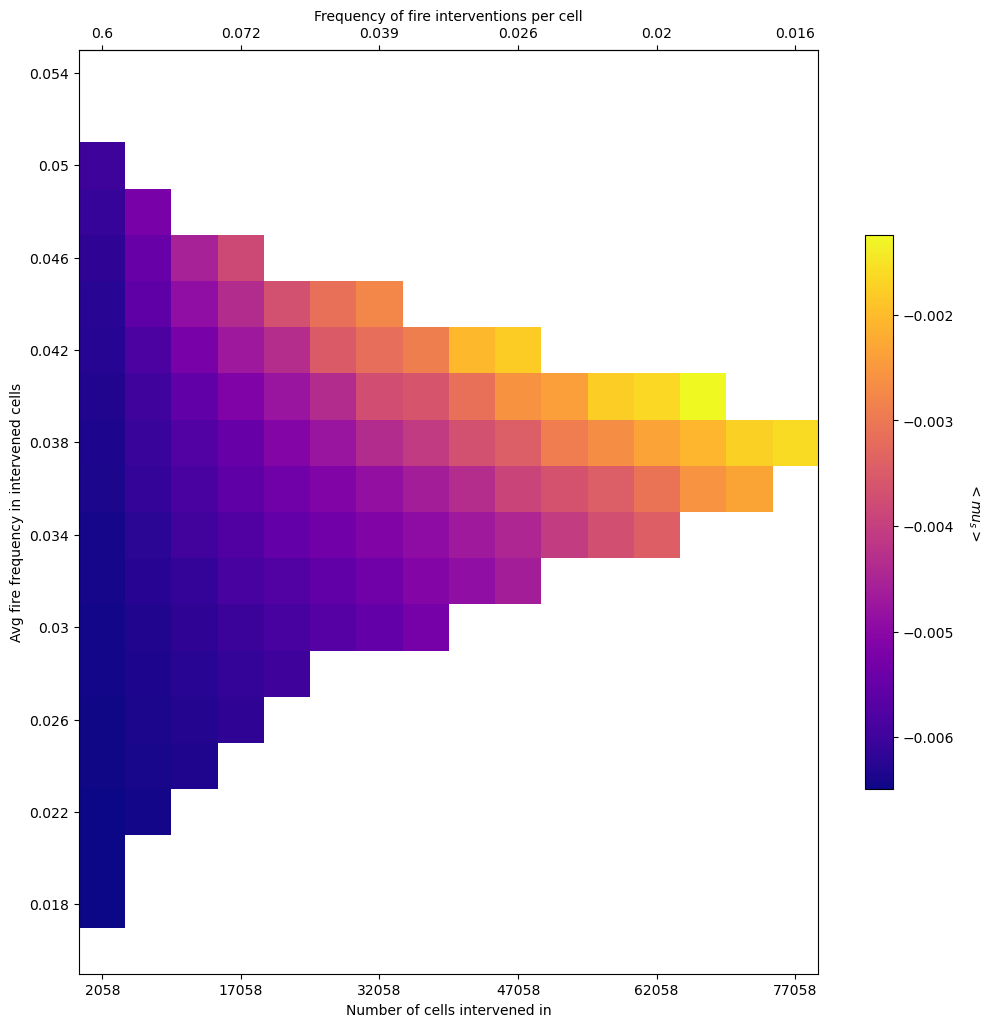 Frequency of fire interventions per cell
0.6 0.072 0.039 0.026 0.02 0.016
0.054
0.05
0.046
0.042
0.038
0.034
0.03
0.026
0.022
0.018
Avg fire frequency in intervened cells
2058 17058 32058 47058 62058 77058
Number of cells intervened in
−0.002
−0.003
−0.004
−0.005
−0.006
< mu_s >